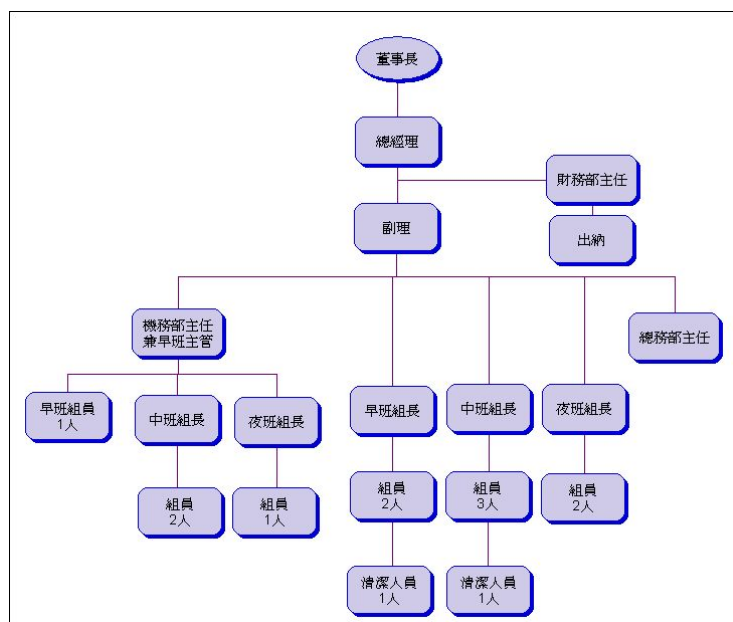 董事長
總經理
財務部主任
副理
出納
機務部主任
兼早班主管
總務部主任
早班組員
1人
中班組長
夜班組長
早班組長
中班組長
夜班組長
組員
2人
組員
1人
組員
2人
組員
3人
組員
2人
清潔人員
1人
清潔人員
1人